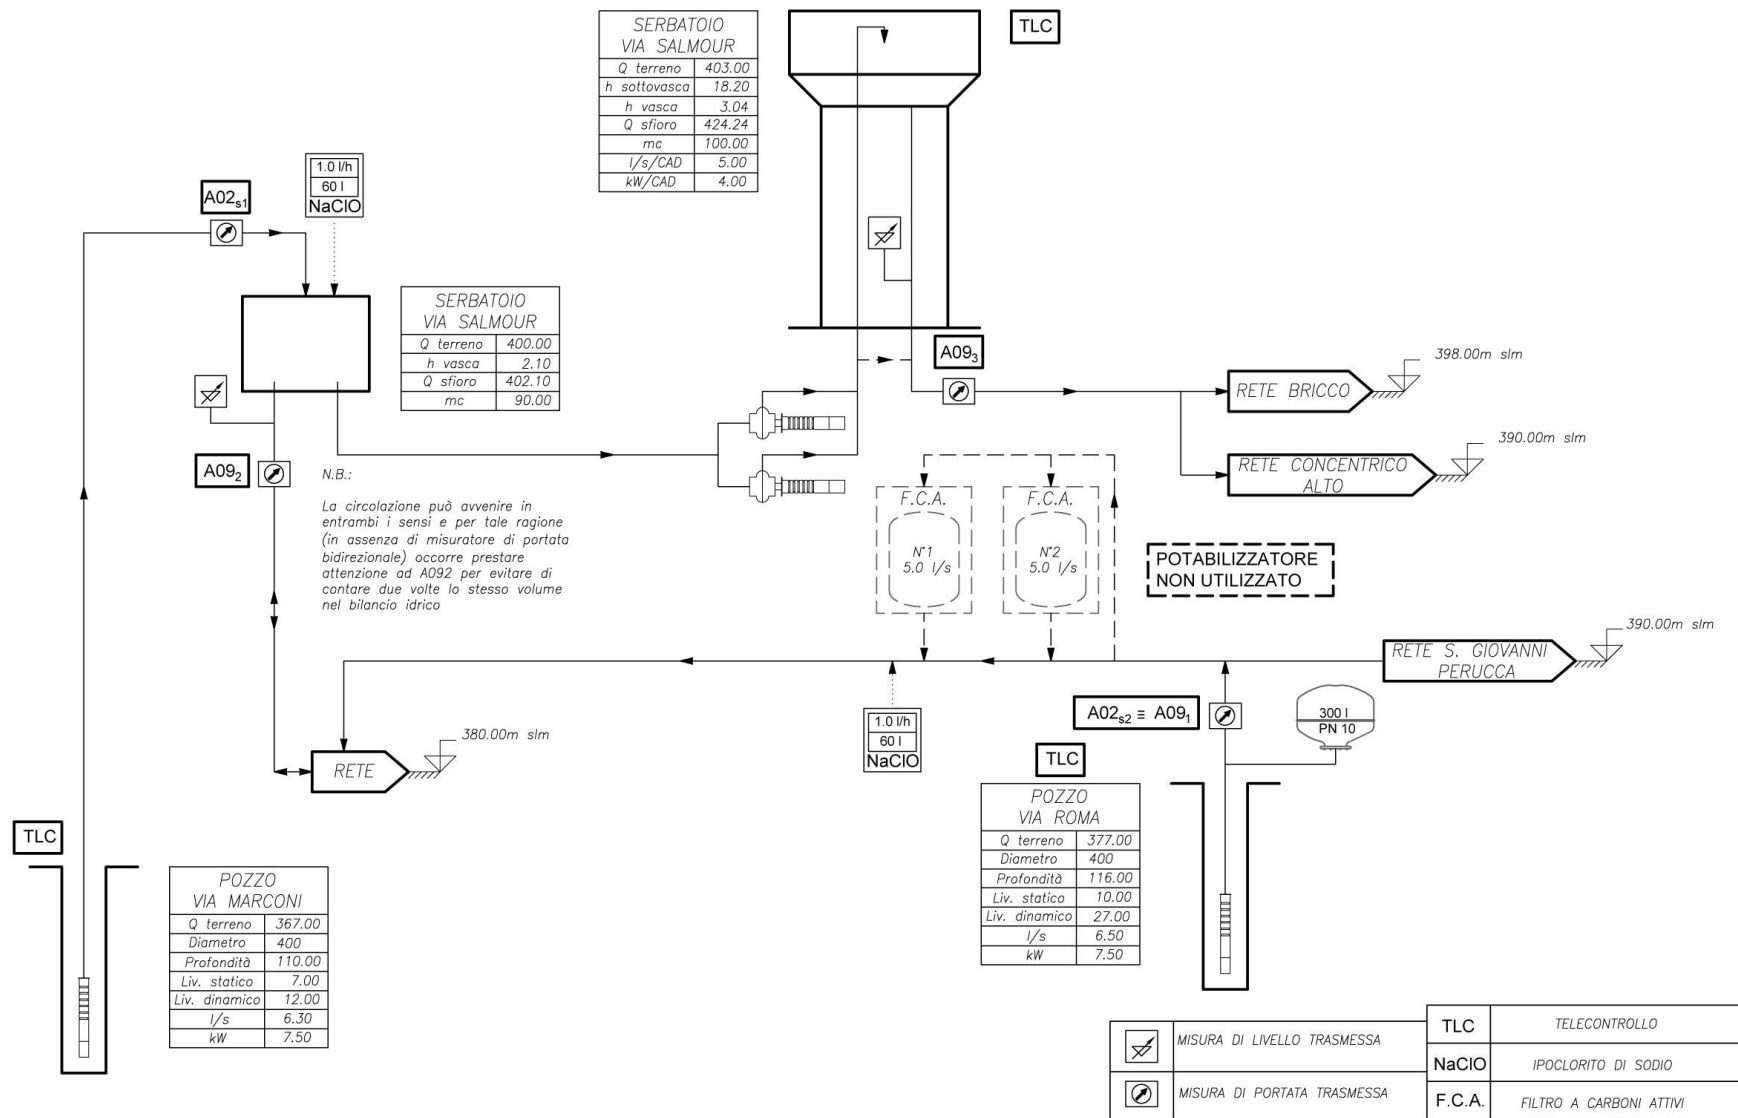 SERBATOIO
VIA SALMOUR
Q terreno 403.00
h sottovasca 18.20
h vasca 3.04
Q sfioro 424.24
mc 100.00
l/s/CAD 5.00
kW/CAD 4.00
TLC
1.0 l/h
60 l
NaClO
A02s1
SERBATOIO
VIA SALMOUR
Q terreno 400.00
h vasca 2.10
Q sfioro 402.10
mc 90.00
A093
398.00m slm
RETE BRICCO
390.00m slm
RETE CONCENTRICO
ALTO
A092
N.B.:
La circolazione può avvenire in
entrambi i sensi e per tale ragione
(in assenza di misuratore di portata
bidirezionale) occorre prestare
attenzione ad A092 per evitare di
contare due volte lo stesso volume
nel bilancio idrico
F.C.A.
N°1
5.0 l/s
F.C.A.
N°2
5.0 l/s
POTABILIZZATORE
NON UTILIZZATO
390.00m slm
RETE S. GIOVANNI
PERUCCA
A02s2 ≡ A091
300 l
PN 10
1.0 l/h
60 l
NaClO
380.00m slm
RETE
TLC
POZZO
VIA ROMA
Q terreno 377.00
Diametro 400
Profondità 116.00
Liv. statico 10.00
Liv. dinamico 27.00
l/s 6.50
kW 7.50
TLC
POZZO
VIA MARCONI
Q terreno 367.00
Diametro 400
Profondità 110.00
Liv. statico 7.00
Liv. dinamico 12.00
l/s 6.30
kW 7.50
MISURA DI LIVELLO TRASMESSA
MISURA DI PORTATA TRASMESSA
TLC TELECONTROLLO
NaClO IPOCLORITO DI SODIO
F.C.A. FILTRO A CARBONI ATTIVI